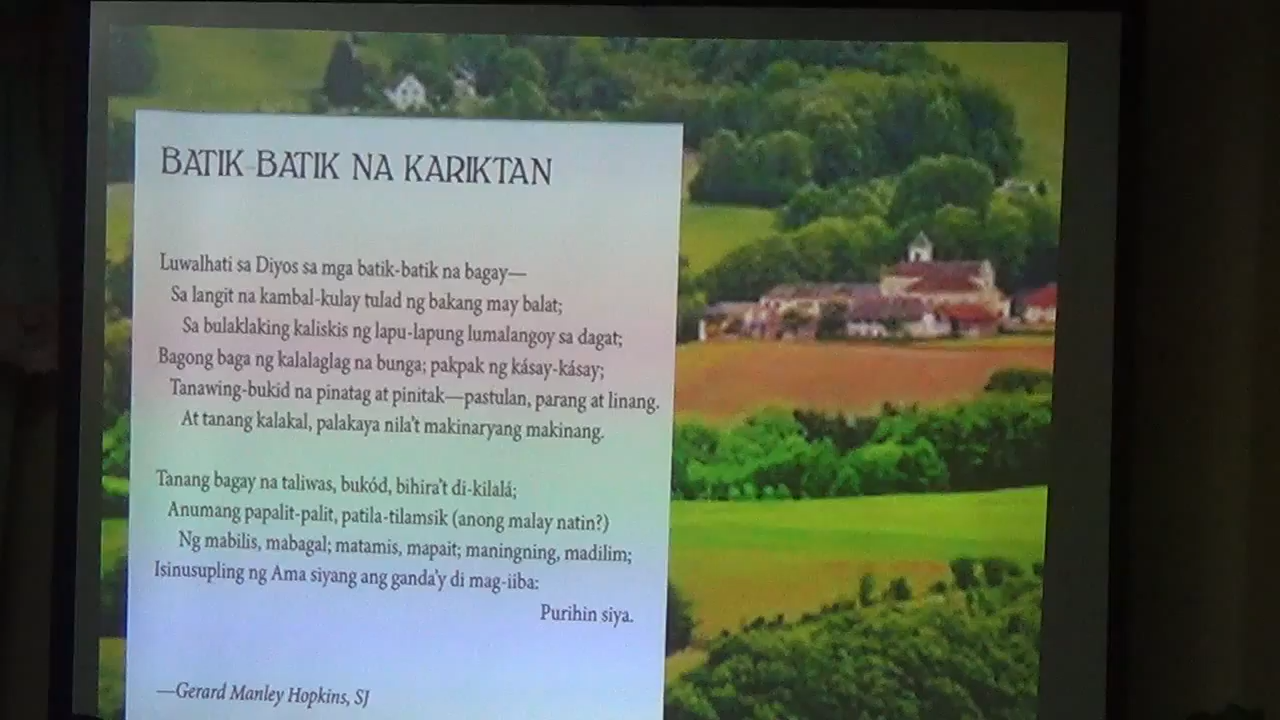 BATIK-BATIK NA KARIKTAN
Luwalhati sa Diyos sa mga batik-batik na bagay—
Sa langit na kambal-kulay tulad ng bakang may balat;
Sa bulaklaking kaliskis ng lapu-lapung lumalangoy sa dagat;
Bagong baga ng kalalaglag na bunga; pakpak ng kásay-kásay;
Tanawing-bukid na pinatag at pinitak—pastulan, parang at linang.
At tanang kalakal, palakaya nila't makinaryang makinang.
Tanang bagay na taliwas, bukód, bihira't di-kilalá;
Anumang papalit-palit, patila-tilamsik (anong malay natin?)
Ng mabilis, mabagal; matamis, mapait; maningning, madilim;
Isinusupling ng Ama siyang ang ganda'y di mag-iiba:
Purihin siya.
—Gerard Manley Hopkins, SJ